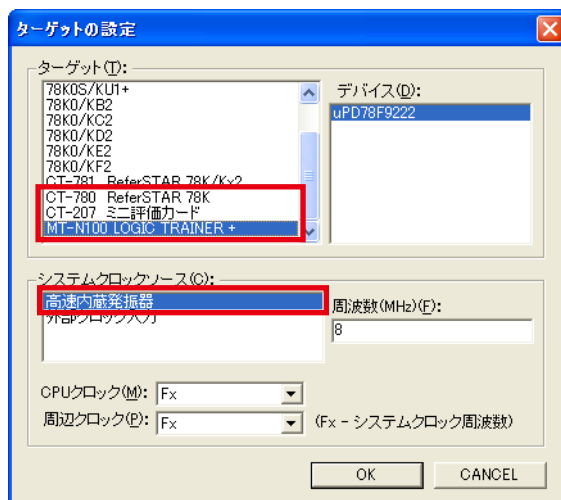 ターゲットの設定
ターゲット(T):
78K0S/KU1+
78K0/KB2
78K0/KC2
78K0/KD2
78K0/KE2
78K0/KF2
CT-781 ReferSTAR 78K/Kx2
CT-780 ReferSTAR 78K
CT-207 ミニ評価カード
MT-N100 LOGIC TRAINER +
デバイス(D):
uPD78F9222
システムクロックソース(C):
高速内蔵発振器
外部クロック入力
周波数(MHz)(F):
8
CPUクロック(M): Fx
周辺クロック(P): Fx (Fx - システムクロック周波数)
OK CANCEL